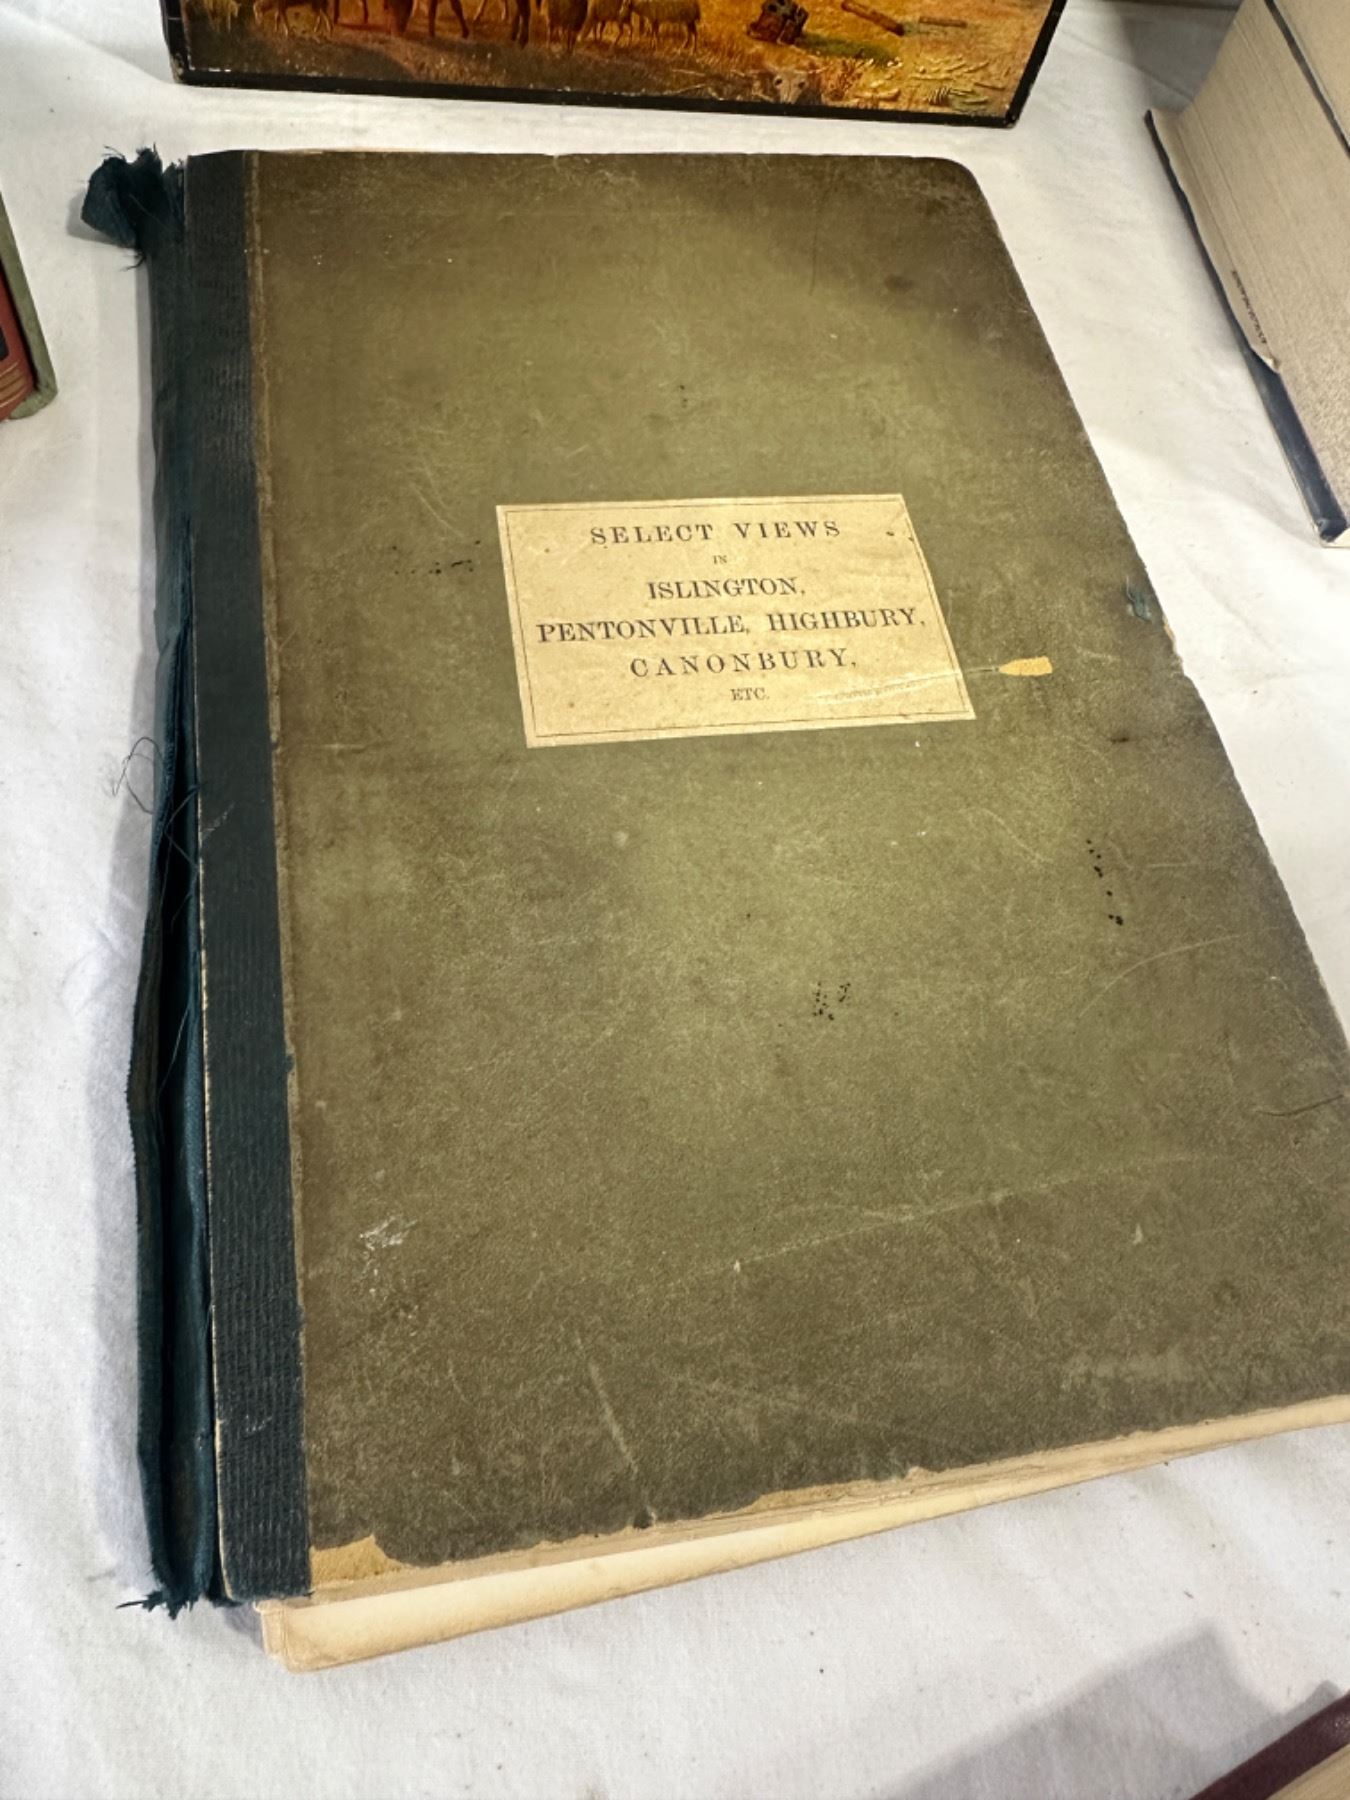 SELECT VIEWS
IN
ISLINGTON,
PENTONVILLE, HIGHBURY,
CANONBURY,
ETC.